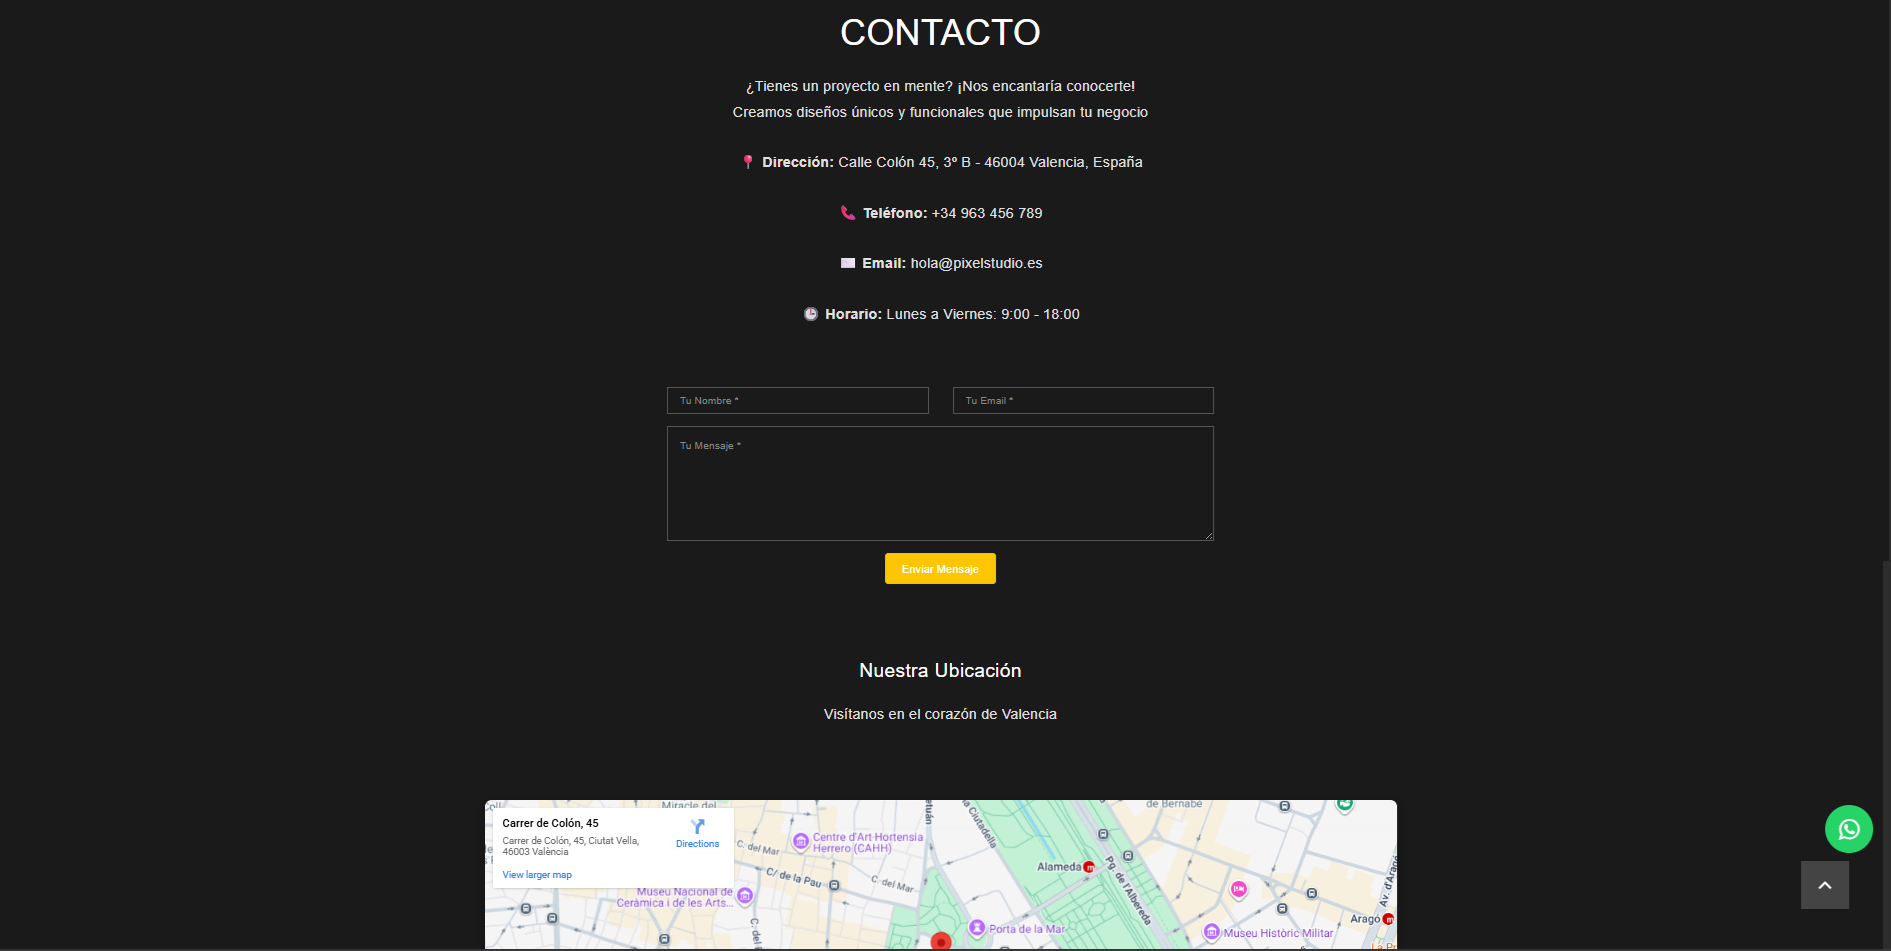 CONTACTO
¿Tienes un proyecto en mente? ¡Nos encantaría conocerte!
Creamos diseños únicos y funcionales que impulsan tu negocio
Dirección: Calle Colón 45, 3º B - 46004 Valencia, España
Teléfono: +34 963 456 789
Email: hola@pixelstudio.es
Horario: Lunes a Viernes: 9:00 - 18:00
Tu Nombre *
Tu Email *
Tu Mensaje *
Enviar Mensaje
Nuestra Ubicación
Visítanos en el corazón de Valencia
Carrer de Colón, 45
Carrer de Colón, 45, Ciutat Vella,
46003 València
Directions
View larger map
Miracle del
Centre d'Art Hortensia
Herrero (CAHH)
C. del Mar
C/ de la Pau
C. del Mar
Museu Nacional de
Ceràmica i de les Arts...
Porta de la Mar
la Ciutadella
Alameda
Pg. de l'Albereda
de Bernabé
Museu Històric Militar
Aragó